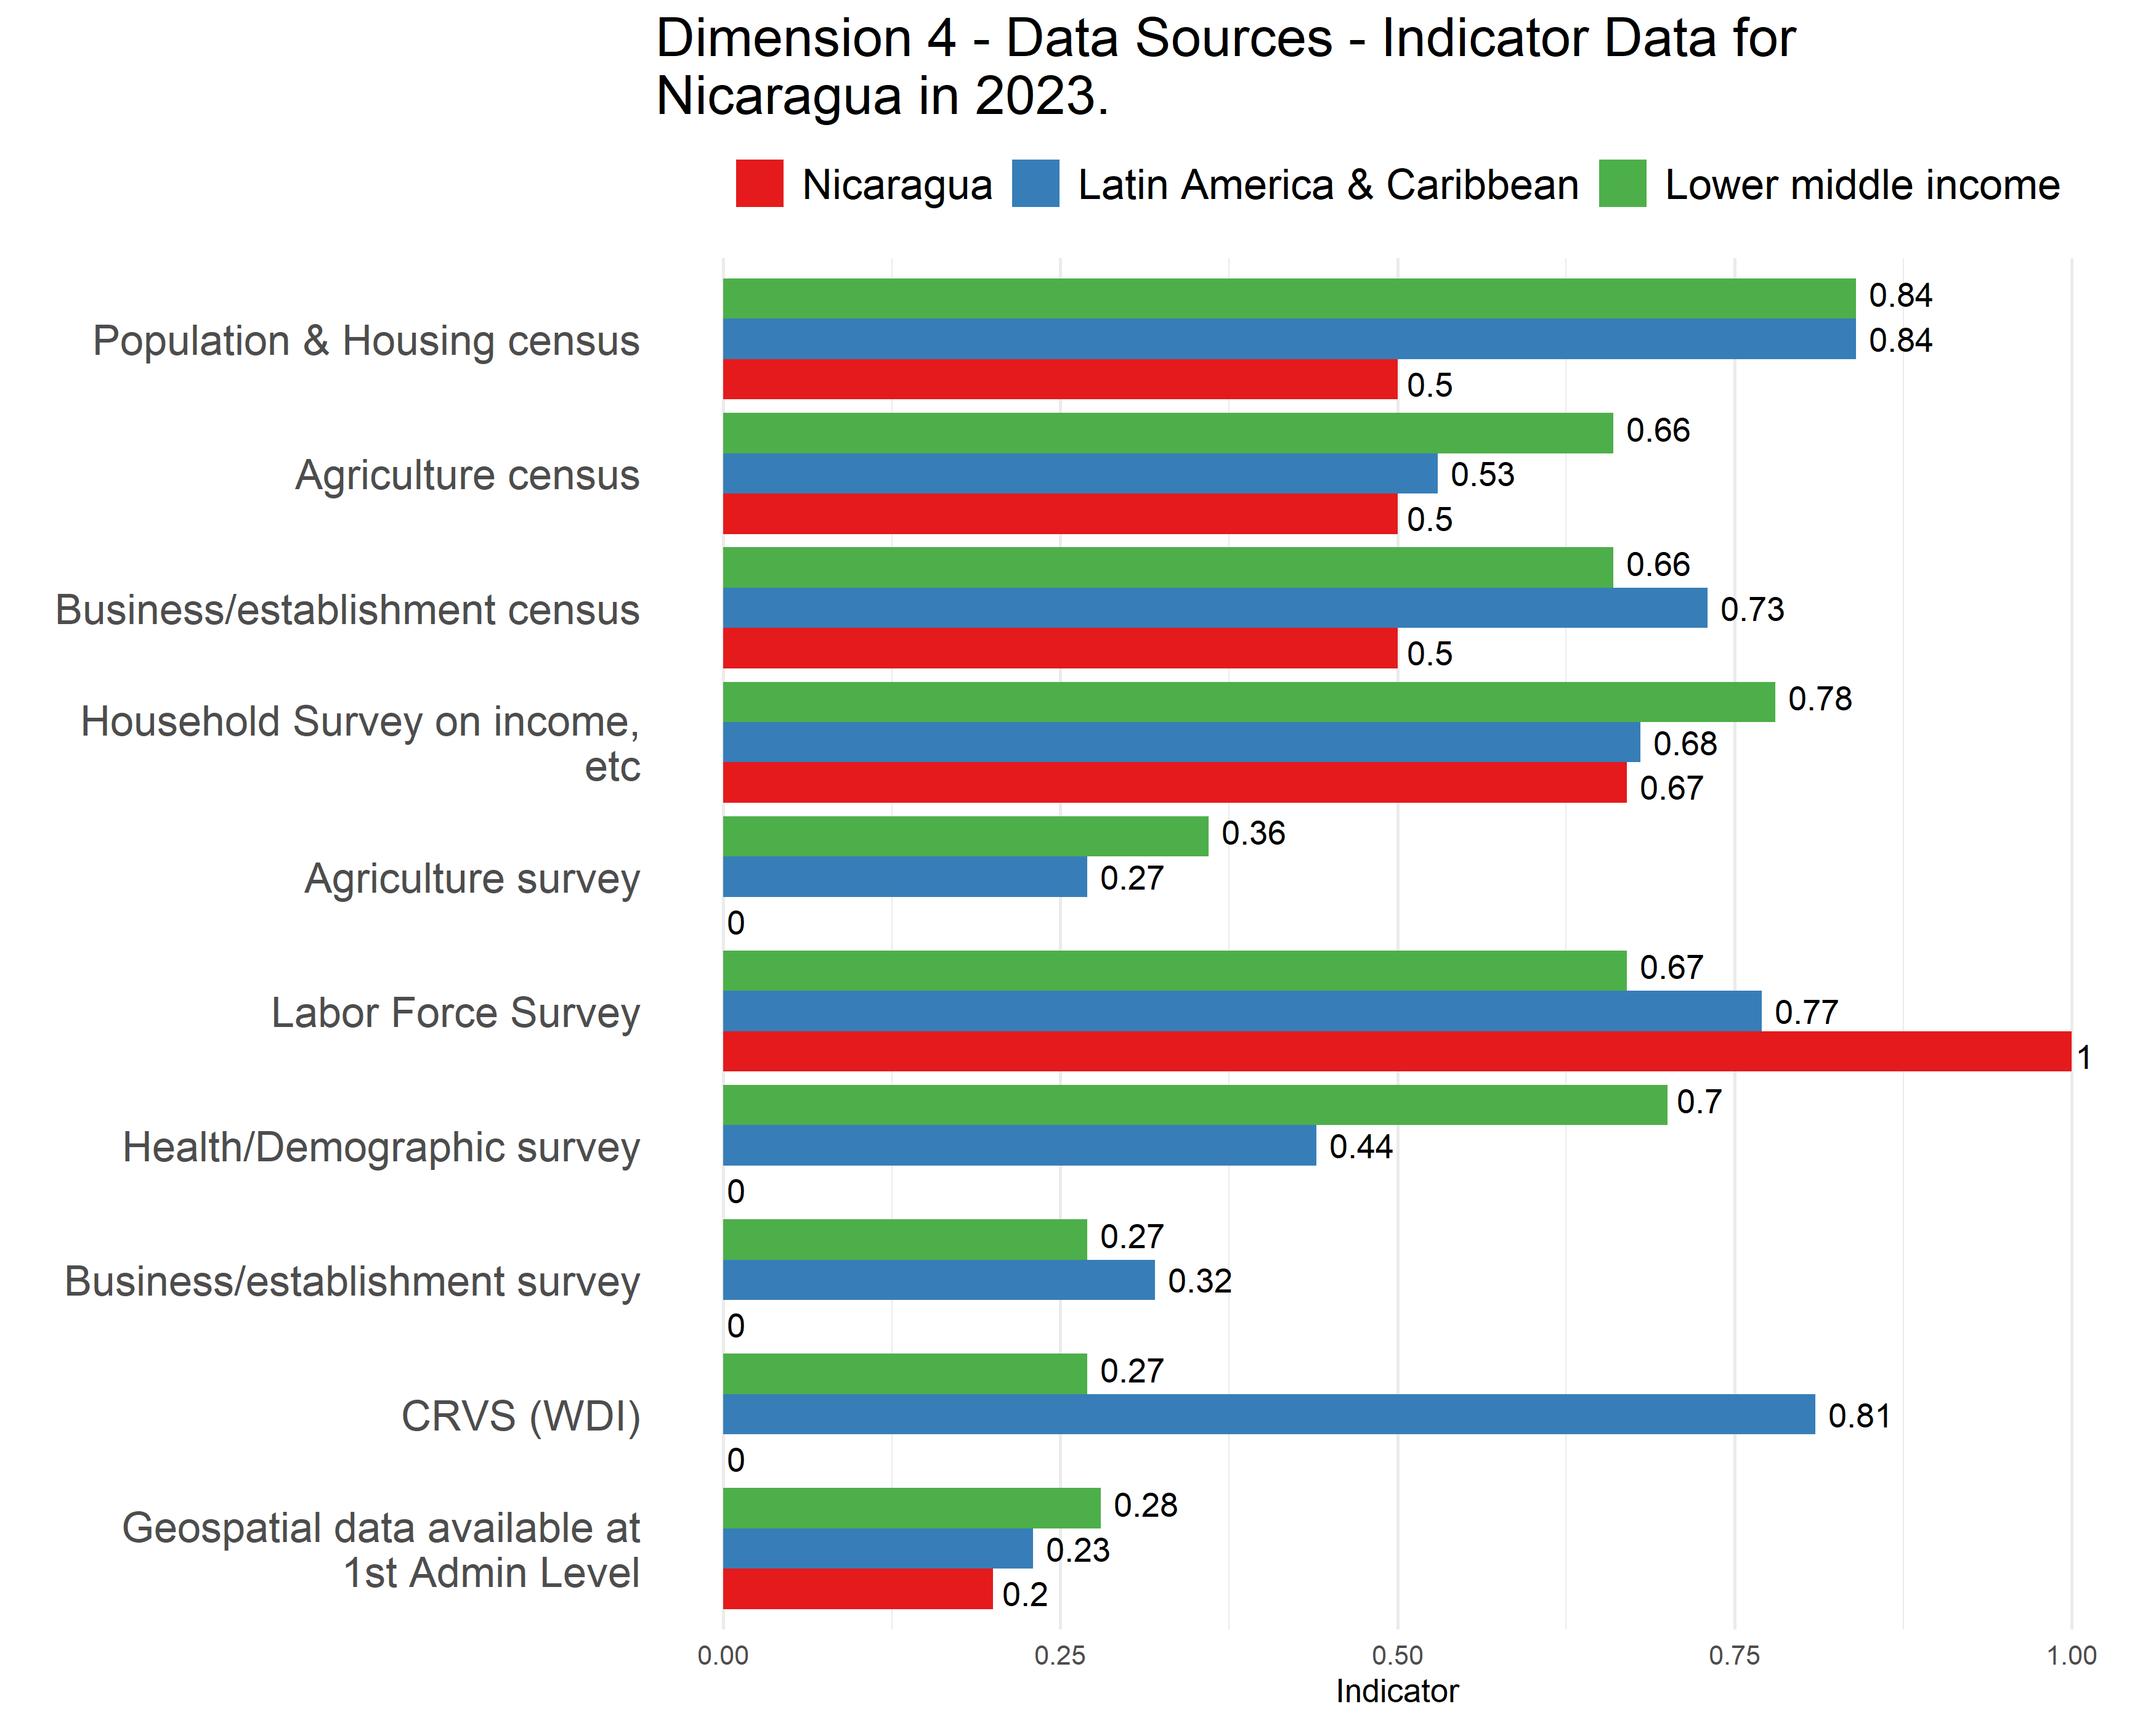 Dimension 4 - Data Sources - Indicator Data for
Nicaragua in 2023.
Nicaragua Latin America & Caribbean Lower middle income
Population & Housing census
0.84
0.84
0.5
Agriculture census
0.66
0.53
0.5
Business/establishment census
0.66
0.73
0.5
Household Survey on income,
etc
0.78
0.68
0.67
Agriculture survey
0.36
0.27
0
Labor Force Survey
0.67
0.77
1
Health/Demographic survey
0.7
0.44
0
Business/establishment survey
0.27
0.32
0
CRVS (WDI)
0.27
0.81
0
Geospatial data available at
1st Admin Level
0.28
0.23
0.2
0.00 0.25 0.50 0.75 1.00
Indicator